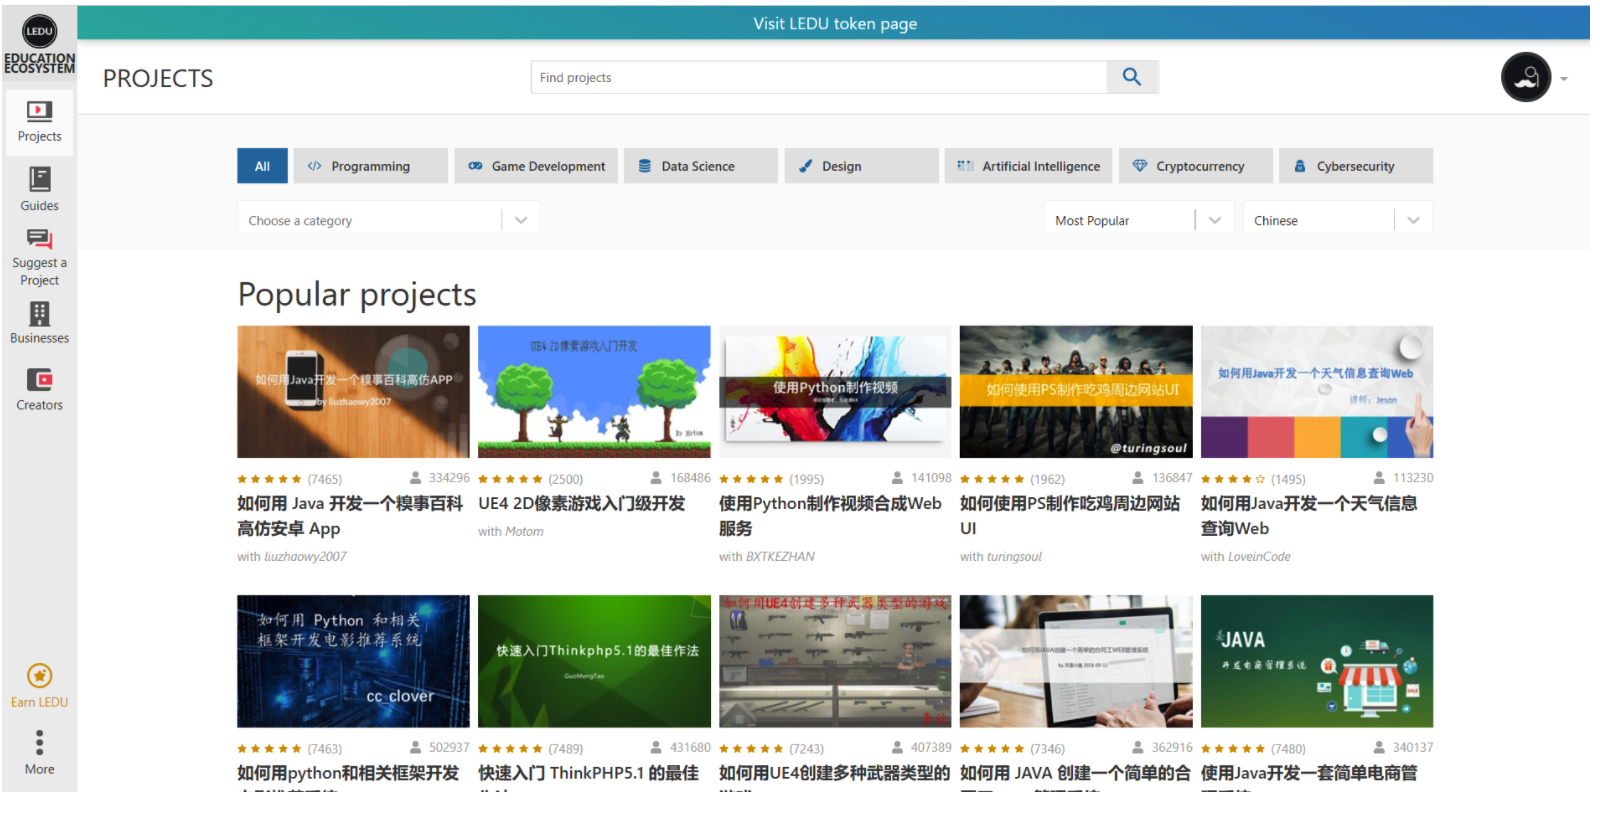 Visit LEDU token page
LEDU
EDUCATION
ECOSYSTEM
PROJECTS
Find projects
Projects
Guides
Suggest a
Project
Businesses
Creators
Earn LEDU
More
All
</> Programming
Game Development
Data Science
Design
Artificial Intelligence
Cryptocurrency
Cybersecurity
Choose a category
Most Popular
Chinese
Popular projects
如何用Java开发一个糗事百科高仿APP
by liuzhaowy2007
UE4 2D像素游戏入门开发
By Motom
使用Python制作视频
如何使用PS制作吃鸡周边网站UI
@turingsoul
如何用Java开发一个天气信息查询Web
讲师：Jeson
(7465) 334296
如何用 Java 开发一个糗事百科
高仿安卓 App
with liuzhaowy2007
(2500) 168486
UE4 2D像素游戏入门级开发
with Motom
(1995) 141098
使用Python制作视频合成Web
服务
with BXTKEZHAN
(1962) 136847
如何使用PS制作吃鸡周边网站
UI
with turingsoul
(1495) 113230
如何用Java开发一个天气信息
查询Web
with LoveinCode
如何用 Python 和相关
框架开发电影推荐系统
cc_clover
快速入门Thinkphp5.1的最佳作法
GuoMengTao
如何用UE4创建多种武器类型的游戏
如何用JAVA创建一个简单的合同工WEB管理系统
JAVA
开发电商管理系统
(7463) 502937
如何用python和相关框架开发
(7489) 431680
快速入门 ThinkPHP5.1 的最佳
(7243) 407389
如何用UE4创建多种武器类型的
(7346) 362916
如何用 JAVA 创建一个简单的合
(7480) 340137
使用Java开发一套简单电商管